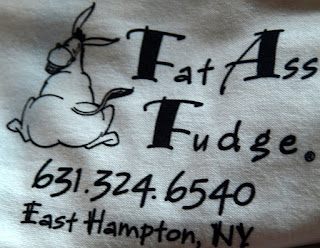 Fat Ass
Fudge®
631.324.6540
East Hampton, NY